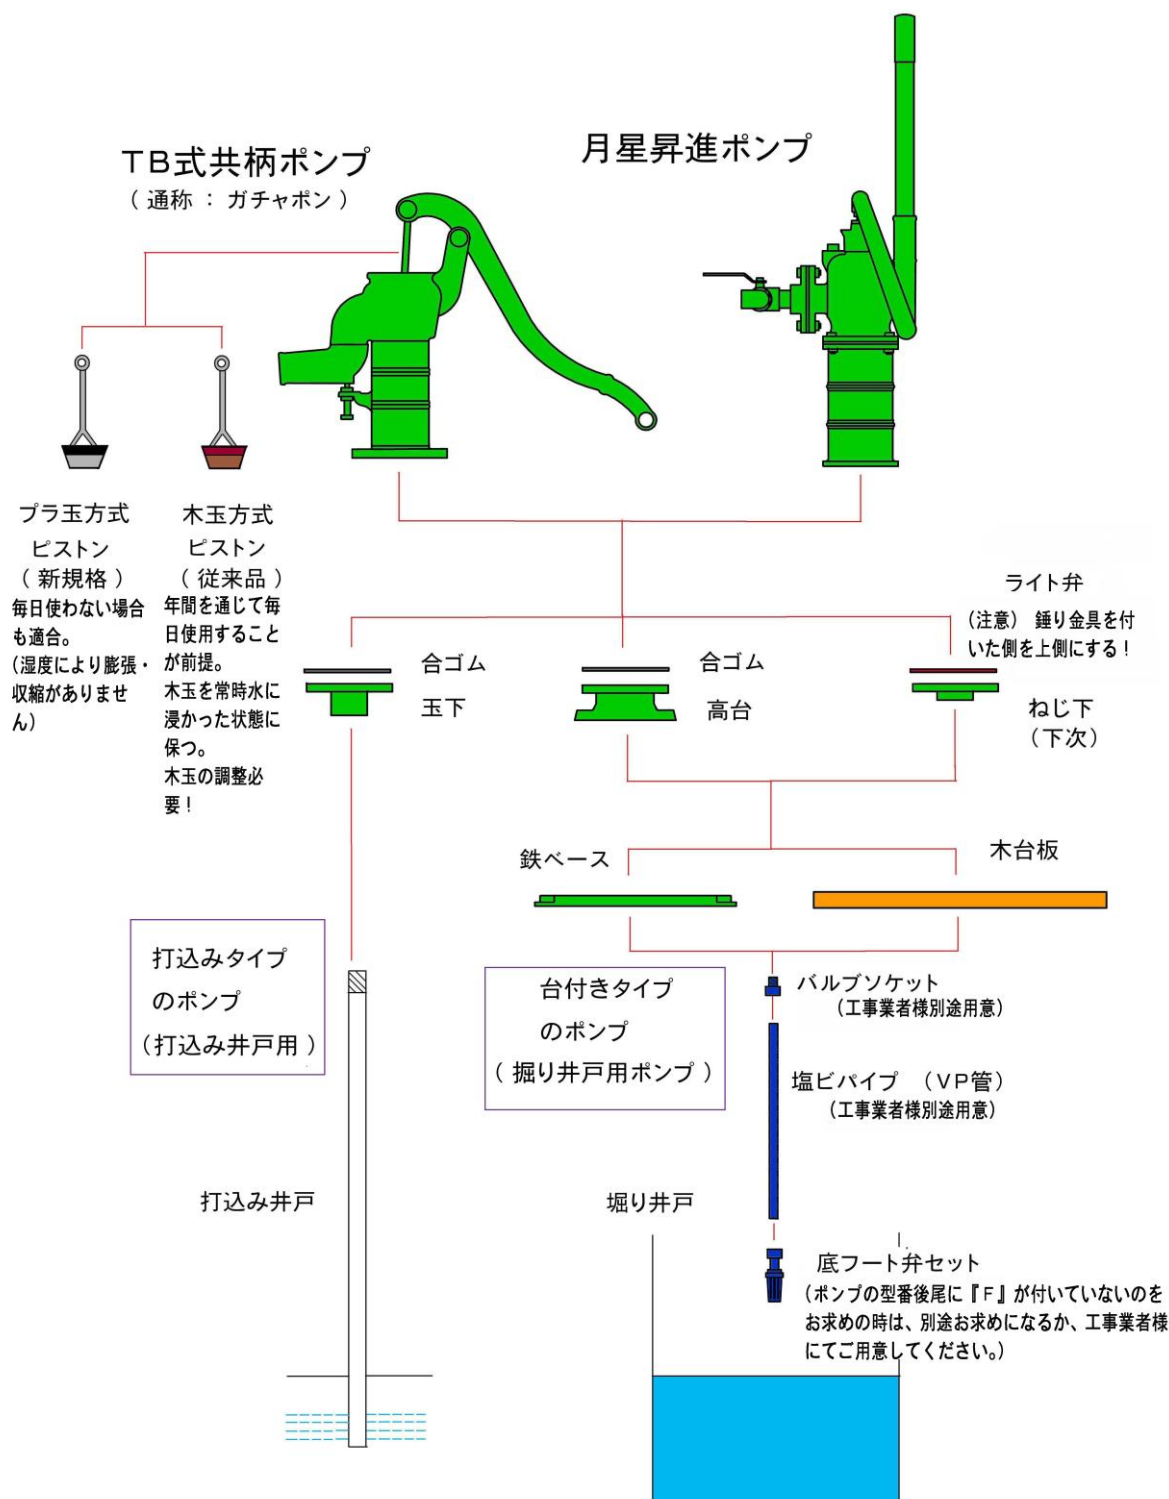 TB式共柄ポンプ
( 通称 : ガチャポン )
月星昇進ポンプ
プラ玉方式
ピストン
( 新規格 )
毎日使わない場合
も適合。
(湿度により膨張・
収縮がありませ
ん)
木玉方式
ピストン
( 従来品 )
年間を通じて毎
日使用すること
が前提。
木玉を常時水に
浸かった状態に
保つ。
木玉の調整必
要!
合ゴム
玉下
合ゴム
高台
ライト弁
(注意) 錘り金具を付
いた側を上側にする!
ねじ下
(下次)
鉄ベース
木台板
打込みタイプ
のポンプ
(打込み井戸用 )
台付きタイプ
のポンプ
( 掘り井戸用ポンプ )
バルブソケット
(工事業者様別途用意)
塩ビパイプ (VP管)
(工事業者様別途用意)
打込み井戸
堀り井戸
底フート弁セット
(ポンプの型番後尾に『F』が付いていないのを
お求めの時は、別途お求めになるか、工事業者様
にてご用意してください。)